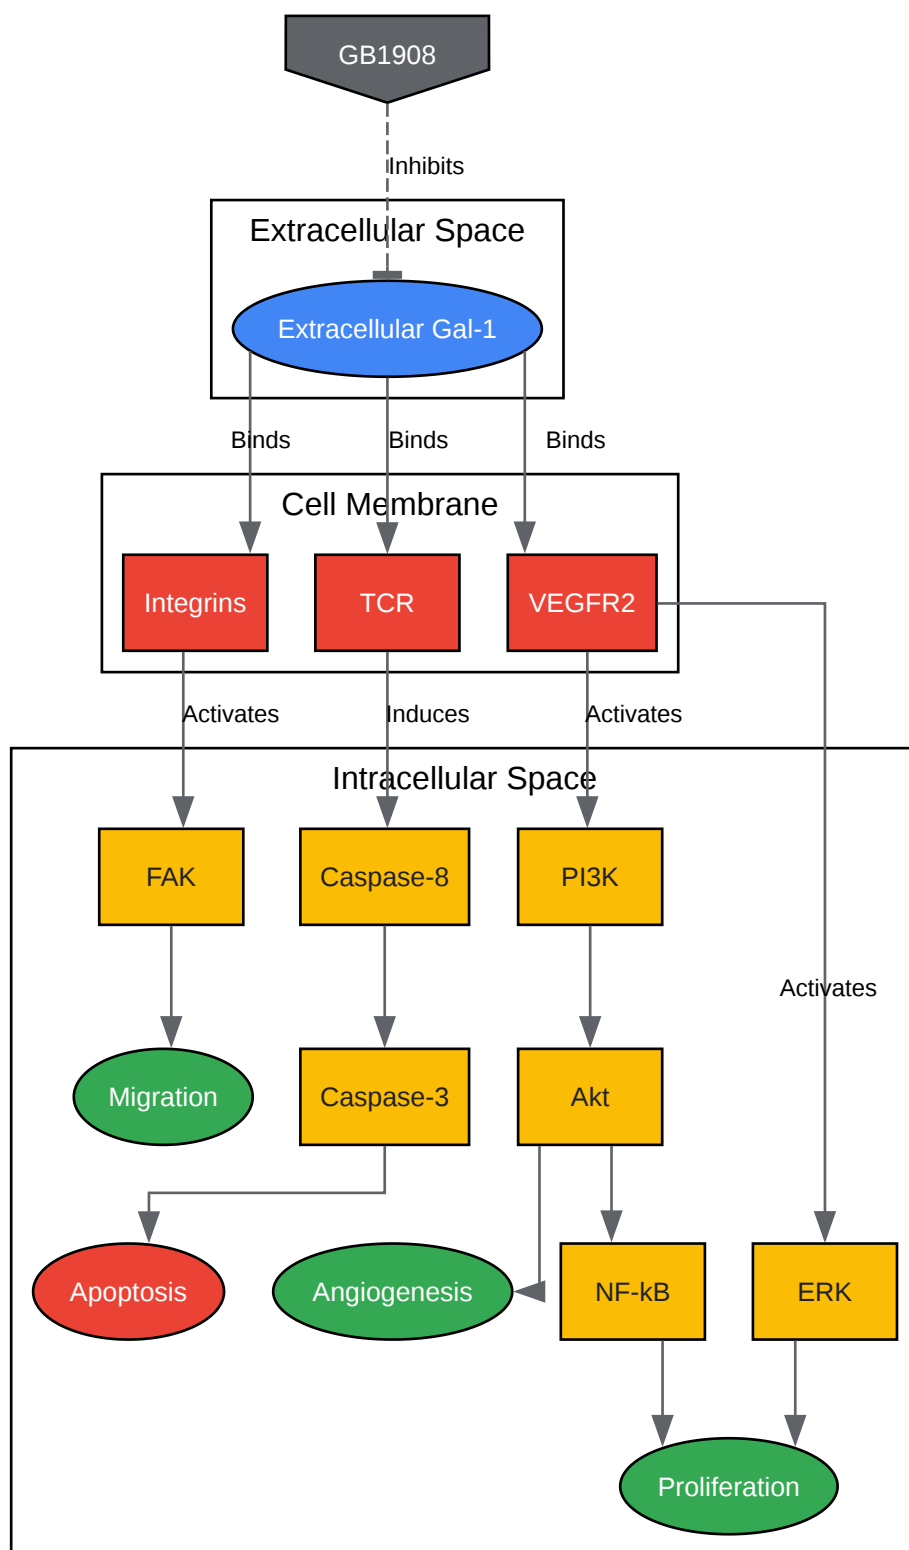 GB1908
Inhibits
Extracellular Space
Extracellular Gal-1
Binds
Binds
Binds
Cell Membrane
Integrins
TCR
VEGFR2
Activates
Induces
Activates
Intracellular Space
FAK
Caspase-8
PI3K
Activates
Migration
Caspase-3
Akt
Apoptosis
Angiogenesis
NF-kB
ERK
Proliferation